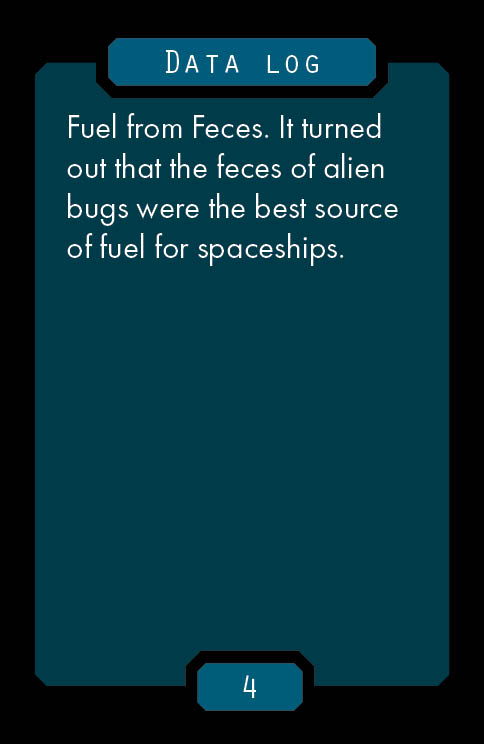 Data log
Fuel from Feces. It turned
out that the feces of alien
bugs were the best source
of fuel for spaceships.
4